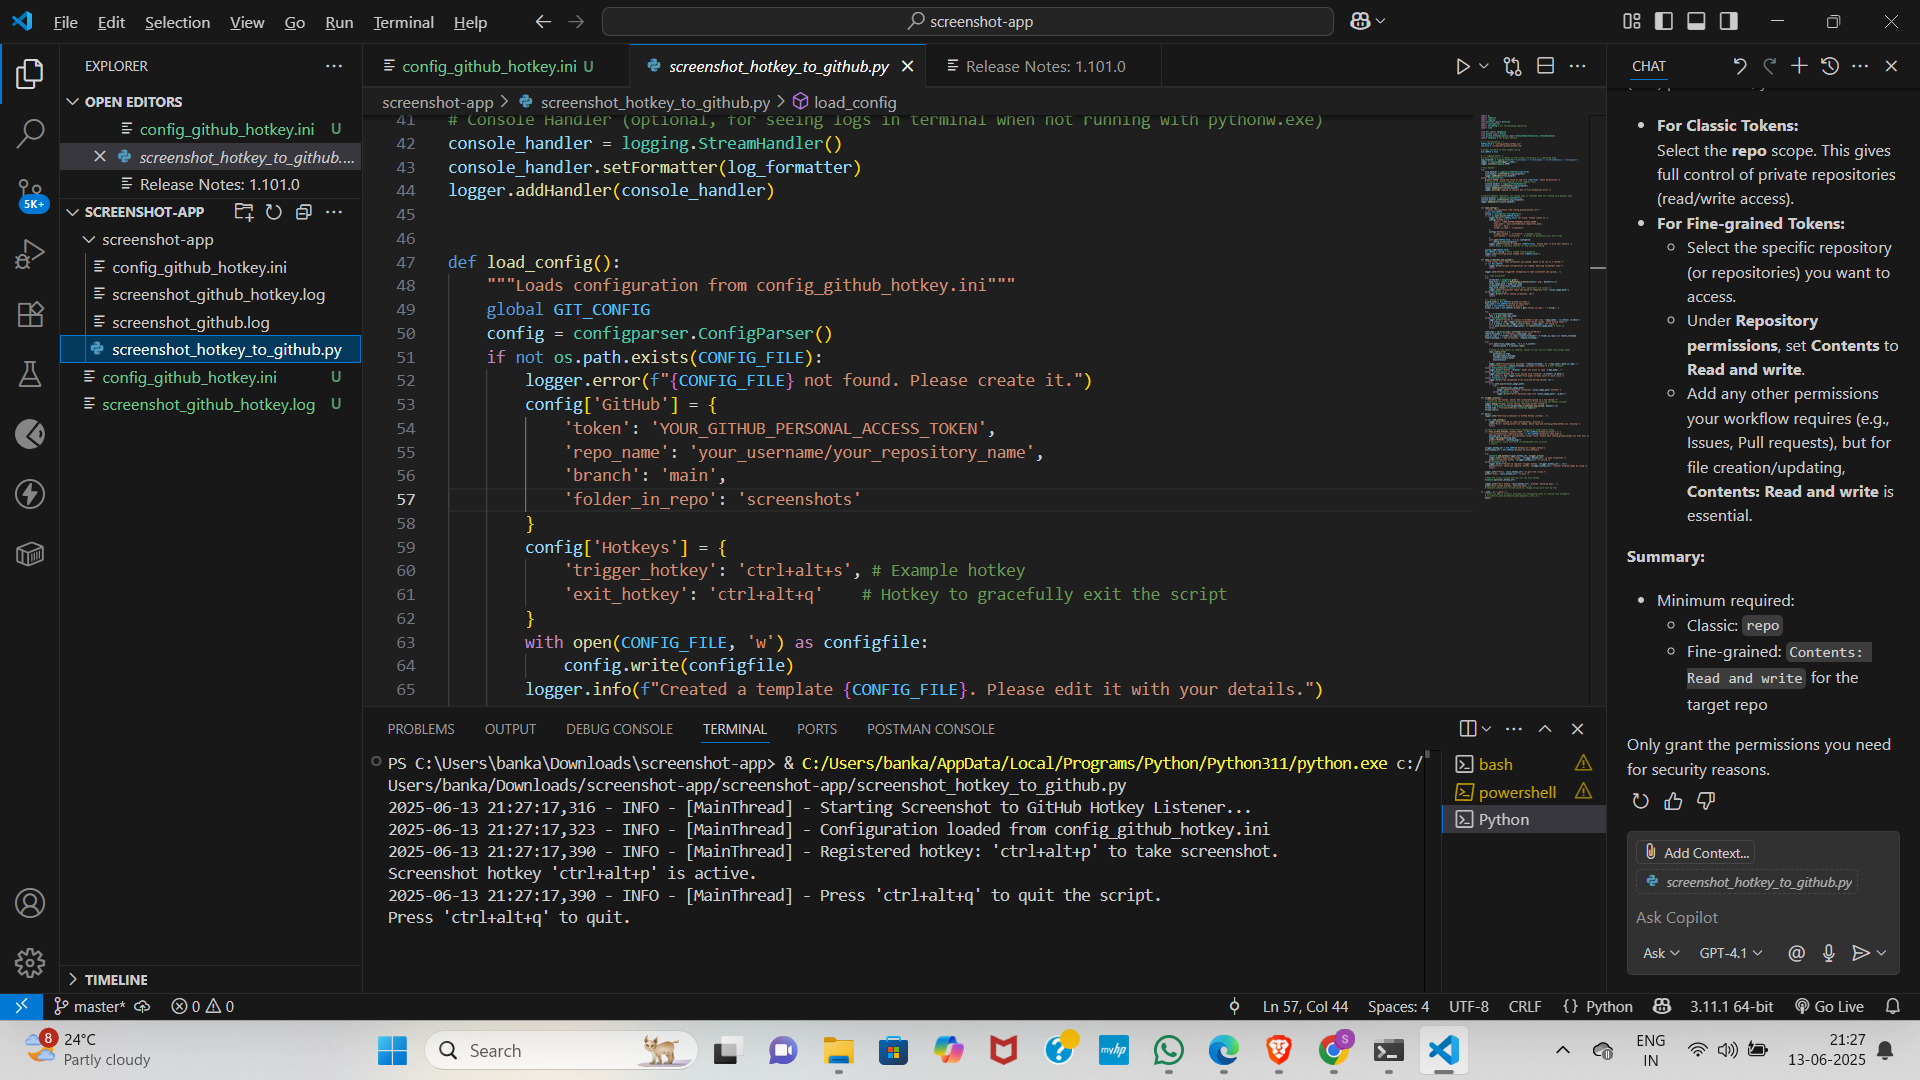 File Edit Selection View Go Run Terminal Help
screenshot-app
EXPLORER
OPEN EDITORS
config_github_hotkey.ini U
screenshot_hotkey_to_github....
Release Notes: 1.101.0
5K+
SCREENSHOT-APP
screenshot-app
config_github_hotkey.ini
screenshot_github_hotkey.log
screenshot_github.log
screenshot_hotkey_to_github.py
config_github_hotkey.ini U
screenshot_github_hotkey.log U
TIMELINE
config_github_hotkey.ini U
screenshot_hotkey_to_github.py
Release Notes: 1.101.0
screenshot-app > screenshot_hotkey_to_github.py > load_config
41 # Console Handler (optional, for seeing logs in terminal when not running with pythonw.exe)
42 console_handler = logging.StreamHandler()
43 console_handler.setFormatter(log_formatter)
44 logger.addHandler(console_handler)
45
46
47 def load_config():
48 """Loads configuration from config_github_hotkey.ini"""
49 global GIT_CONFIG
50 config = configparser.ConfigParser()
51 if not os.path.exists(CONFIG_FILE):
52 logger.error(f"{CONFIG_FILE} not found. Please create it.")
53 config['GitHub'] = {
54 'token': 'YOUR_GITHUB_PERSONAL_ACCESS_TOKEN',
55 'repo_name': 'your_username/your_repository_name',
56 'branch': 'main',
57 'folder_in_repo': 'screenshots'
58 }
59 config['Hotkeys'] = {
60 'trigger_hotkey': 'ctrl+alt+s', # Example hotkey
61 'exit_hotkey': 'ctrl+alt+q' # Hotkey to gracefully exit the script
62 }
63 with open(CONFIG_FILE, 'w') as configfile:
64 config.write(configfile)
65 logger.info(f"Created a template {CONFIG_FILE}. Please edit it with your details.")
PROBLEMS OUTPUT DEBUG CONSOLE TERMINAL PORTS POSTMAN CONSOLE
PS C:\Users\banka\Downloads\screenshot-app> & C:/Users/banka/AppData/Local/Programs/Python/Python311/python.exe c:/
Users/banka/Downloads/screenshot-app/screenshot-app/screenshot_hotkey_to_github.py
2025-06-13 21:27:17,316 - INFO - [MainThread] - Starting Screenshot to GitHub Hotkey Listener...
2025-06-13 21:27:17,323 - INFO - [MainThread] - Configuration loaded from config_github_hotkey.ini
2025-06-13 21:27:17,390 - INFO - [MainThread] - Registered hotkey: 'ctrl+alt+p' to take screenshot.
Screenshot hotkey 'ctrl+alt+p' is active.
2025-06-13 21:27:17,390 - INFO - [MainThread] - Press 'ctrl+alt+q' to quit the script.
Press 'ctrl+alt+q' to quit.
bash
powershell
Python
CHAT
• For Classic Tokens:
Select the repo scope. This gives
full control of private repositories
(read/write access).
• For Fine-grained Tokens:
Select the specific repository
(or repositories) you want to
access.
Under Repository
permissions, set Contents to
Read and write.
Add any other permissions
your workflow requires (e.g.,
Issues, Pull requests), but for
file creation/updating,
Contents: Read and write is
essential.
Summary:
• Minimum required:
Classic: repo
Fine-grained: Contents:
Read and write for the
target repo
Only grant the permissions you need
for security reasons.
Add Context...
screenshot_hotkey_to_github.py
Ask Copilot
Ask GPT-4.1
master* 0 0
Ln 57, Col 44 Spaces: 4 UTF-8 CRLF {} Python 3.11.1 64-bit Go Live
8
24°C
Partly cloudy
Search
myhp
S
ENG
IN
21:27
13-06-2025